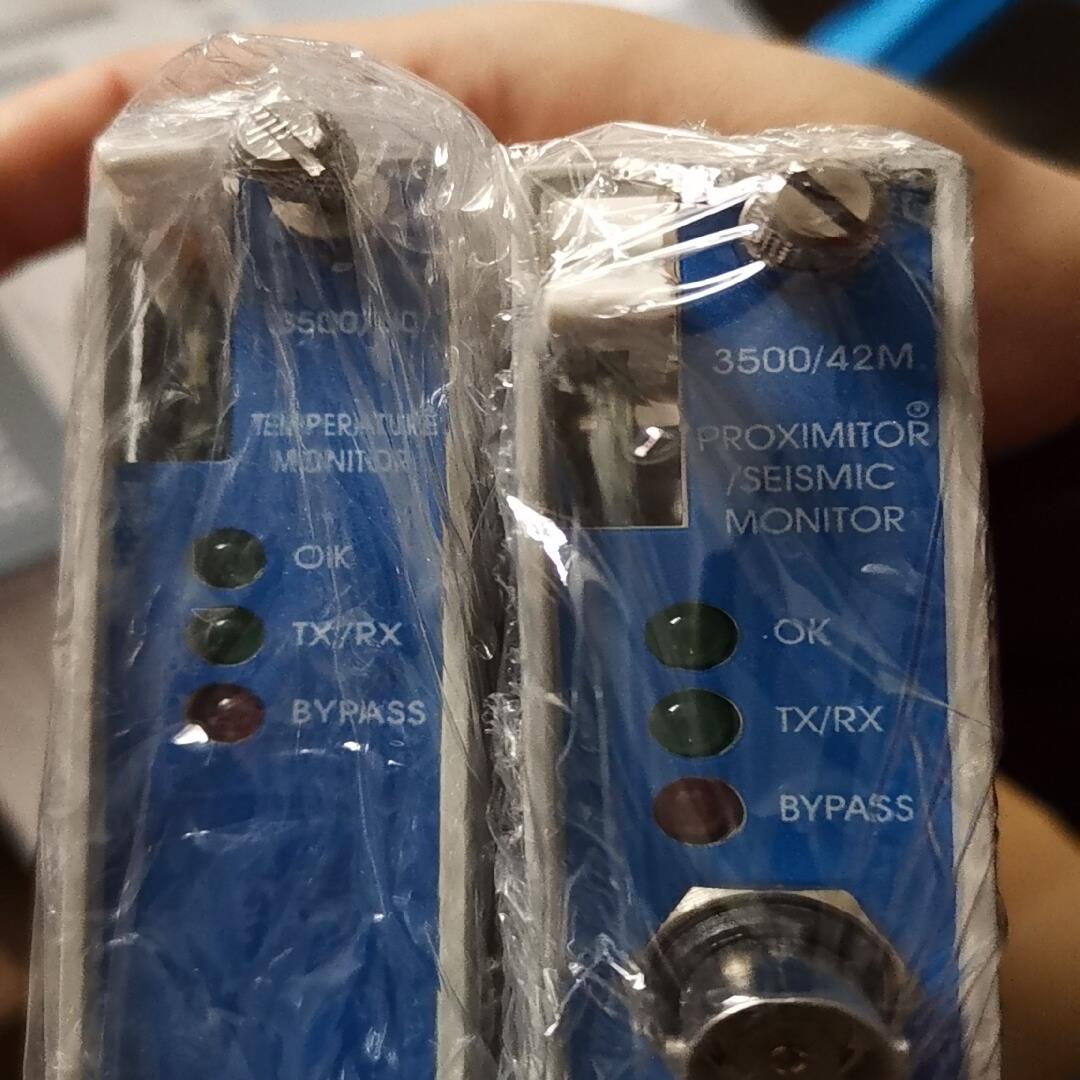 TEMPERATURE
MONITOR
OK
TX/RX
BYPASS
3500/42M
PROXIMITOR®
/SEISMIC
MONITOR
OK
TX/RX
BYPASS